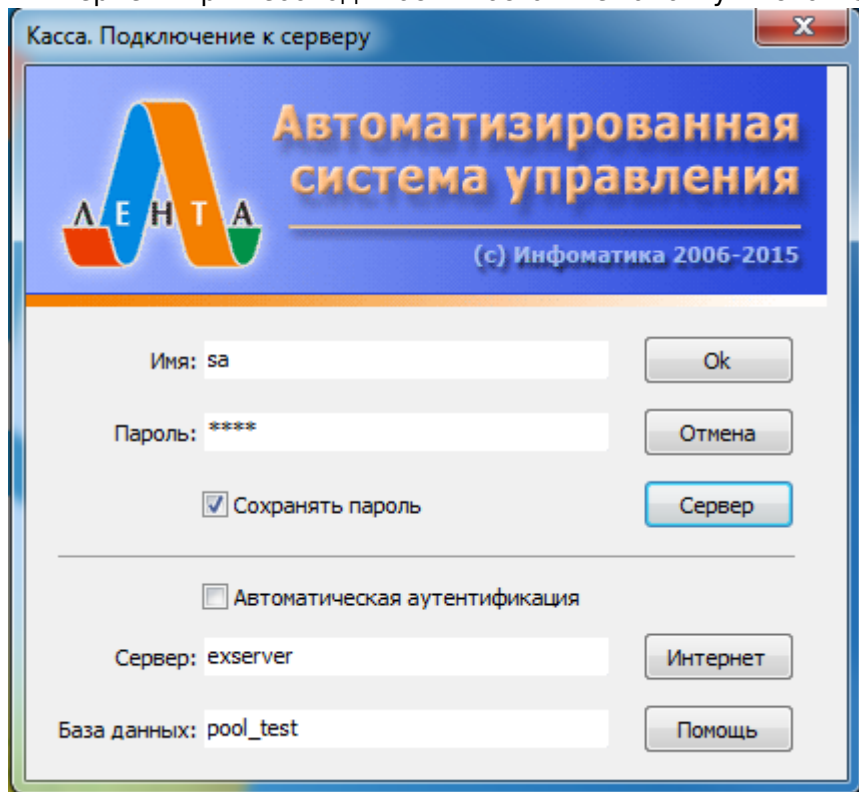 Касса. Подключение к серверу
Автоматизированная
система управления
ЛЕНТА
(с) Инфоматика 2006-2015
Имя: sa Ok
Пароль: **** Отмена
Сохранять пароль Сервер
Автоматическая аутентификация
Сервер: exserver Интернет
База данных: pool_test Помощь